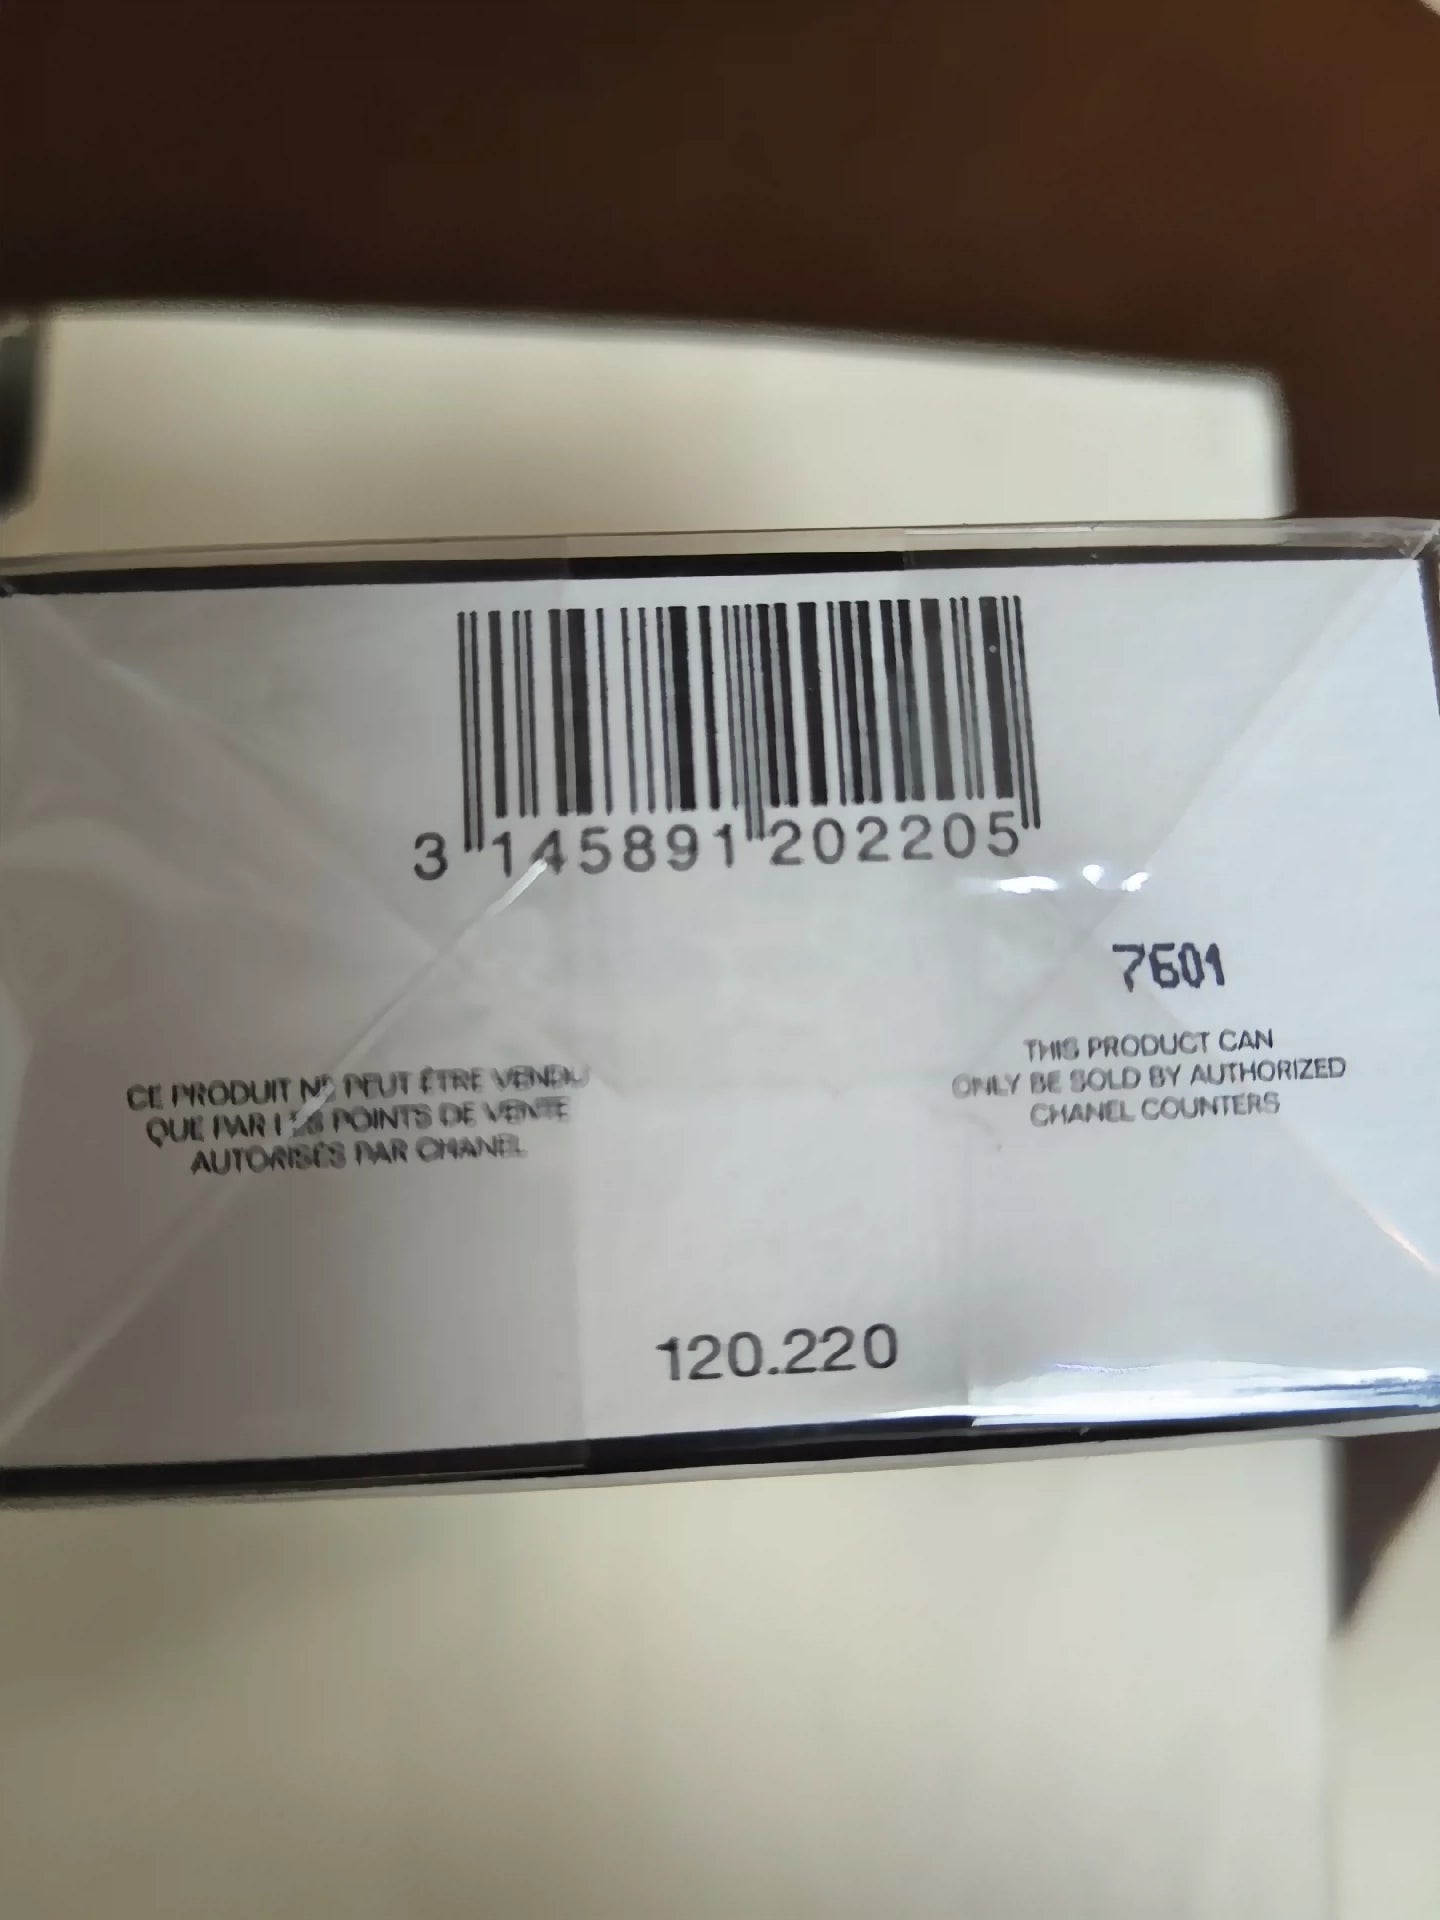 3 145891 202205
7601
CE PRODUIT NE PEUT ÊTRE VENDU
QUE PAR LES POINTS DE VENTE
AUTORISÉS PAR CHANEL
THIS PRODUCT CAN
ONLY BE SOLD BY AUTHORIZED
CHANEL COUNTERS
120.220